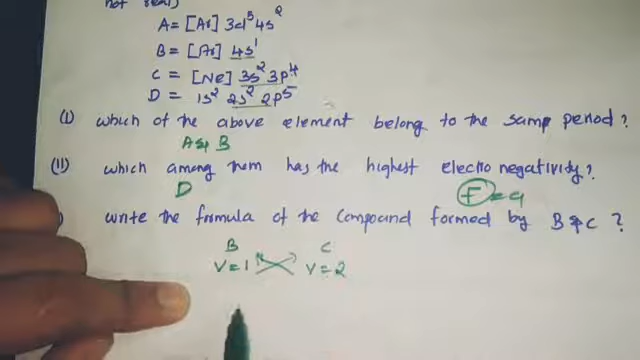 not real)
A = [Ar] 3d⁵4s²
B = [Ar] 4s¹
C = [Ne] 3s² 3p⁴
D = 1s² 2s² 2p⁵
(I) which of the above element belong to the same period?
A & B
(II) which among them has the highest electro negativity?
D F = 9
write the formula of the compound formed by B & C ?
B C
V=1 V=2